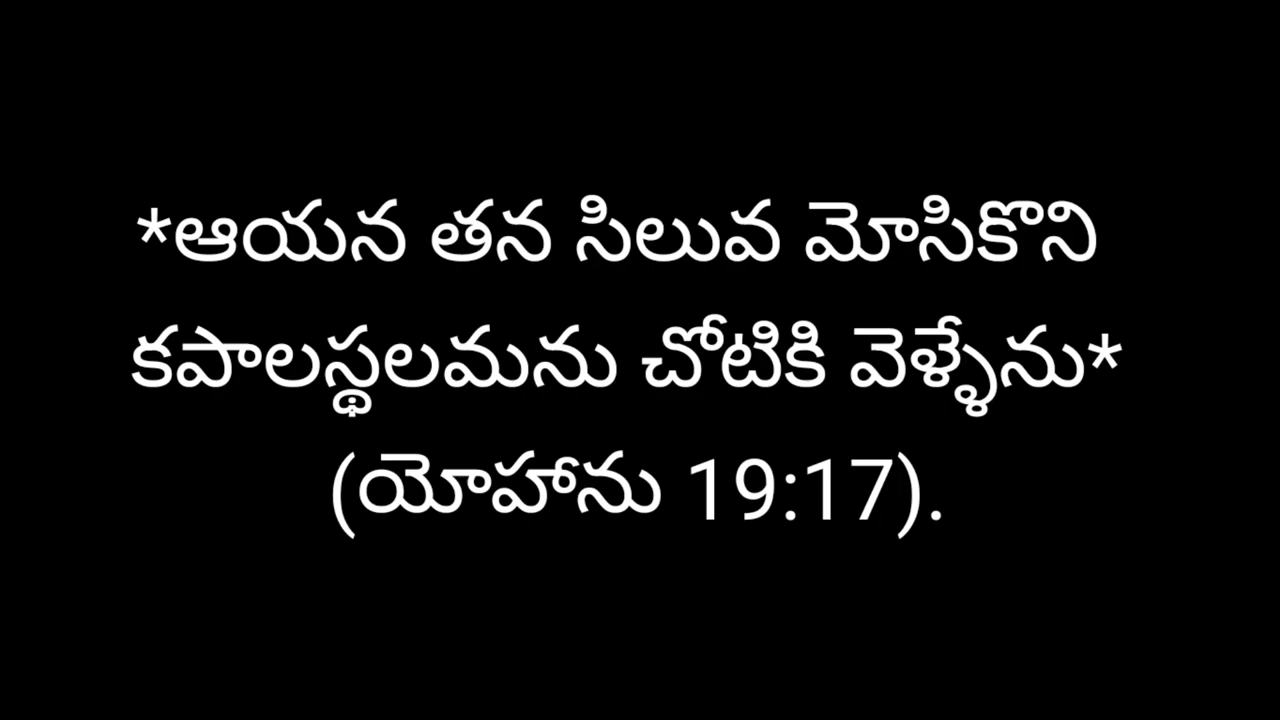 *ఆయన తన సిలువ మోసికొని
కపాలస్థలమను చోటికి వెళ్ళేను*
(యోహాను 19:17).